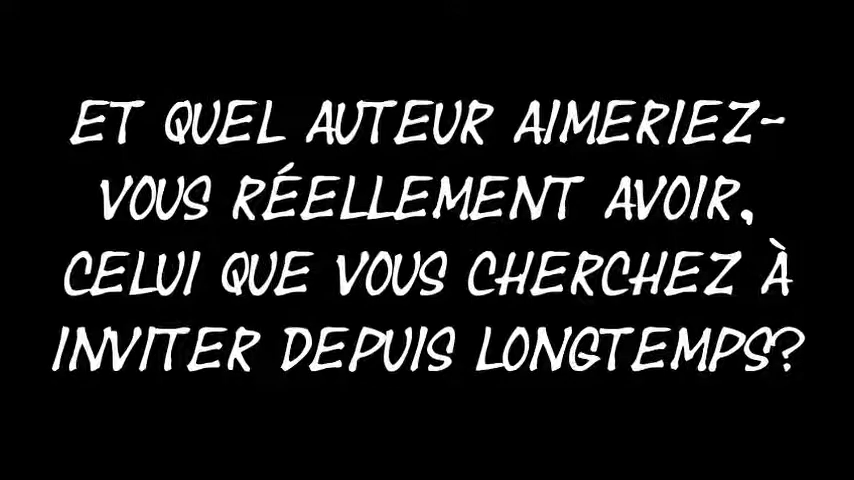 ET QUEL AUTEUR AIMERIEZ-
VOUS RÉELLEMENT AVOIR,
CELUI QUE VOUS CHERCHEZ À
INVITER DEPUIS LONGTEMPS?